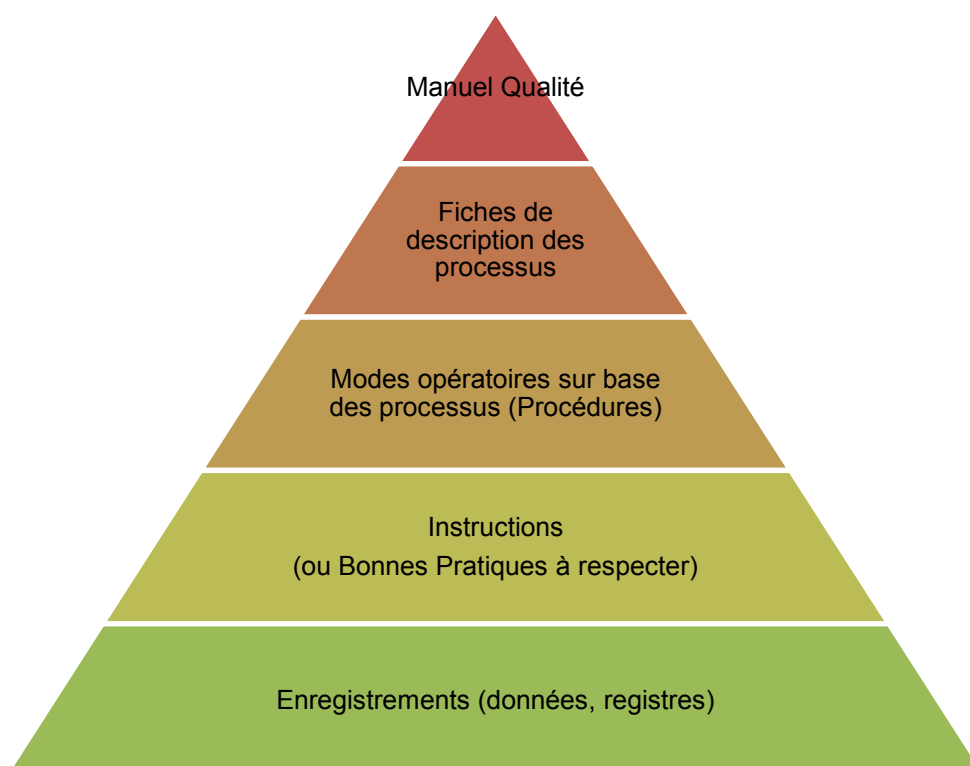 Manuel Qualité
Fiches de
description des
processus
Modes opératoires sur base
des processus (Procédures)
Instructions
(ou Bonnes Pratiques à respecter)
Enregistrements (données, registres)